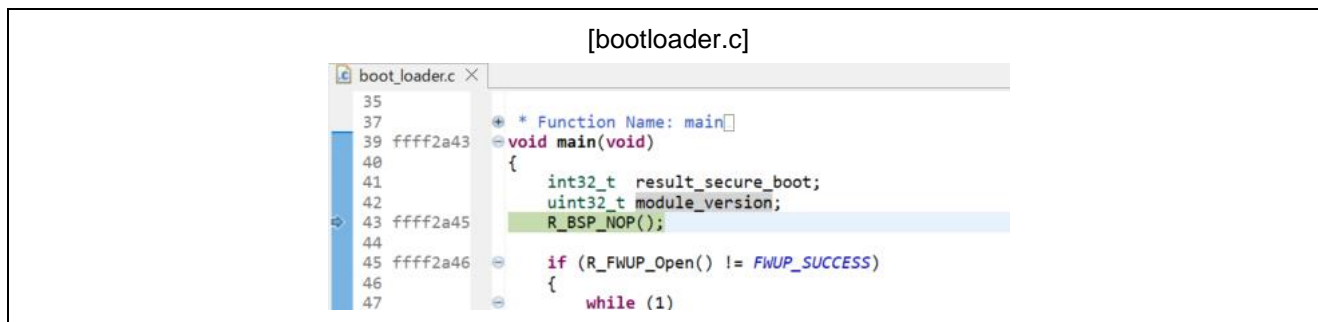 [bootloader.c]
boot_loader.c
35
37 * Function Name: main
39 ffff2a43 void main(void)
40 {
41 int32_t result_secure_boot;
42 uint32_t module_version;
43 ffff2a45 R_BSP_NOP();
44
45 ffff2a46 if (R_FWUP_Open() != FWUP_SUCCESS)
46 {
47 while (1)